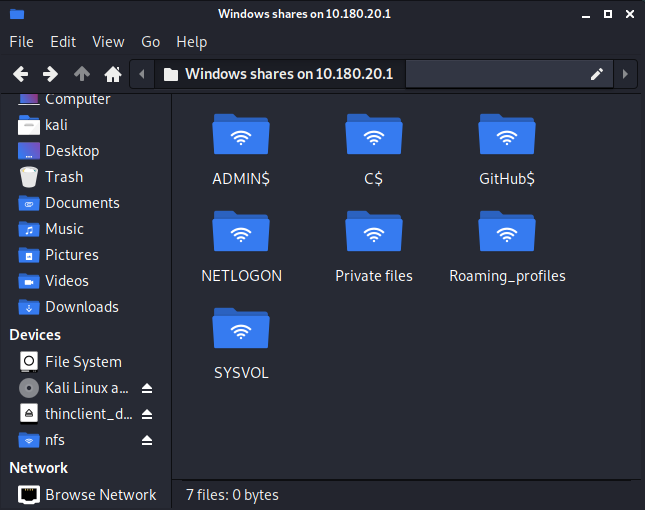 Windows shares on 10.180.20.1
File Edit View Go Help
Windows shares on 10.180.20.1
Computer
kali
Desktop
Trash
Documents
Music
Pictures
Videos
Downloads
Devices
File System
Kali Linux a...
thinclient_d...
nfs
Network
Browse Network
ADMIN$ C$ GitHub$
NETLOGON Private files Roaming_profiles
SYSVOL
7 files: 0 bytes